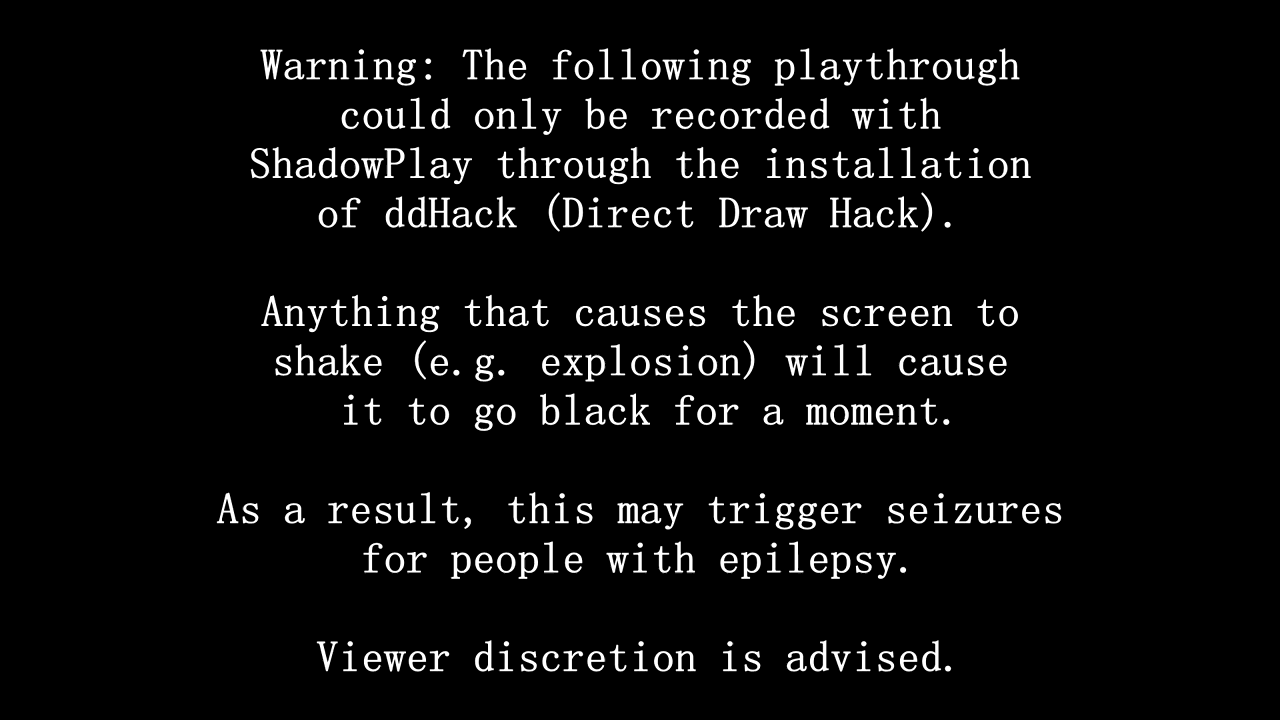 Warning: The following playthrough
could only be recorded with
ShadowPlay through the installation
of ddHack (Direct Draw Hack).
Anything that causes the screen to
shake (e.g. explosion) will cause
it to go black for a moment.
As a result, this may trigger seizures
for people with epilepsy.
Viewer discretion is advised.